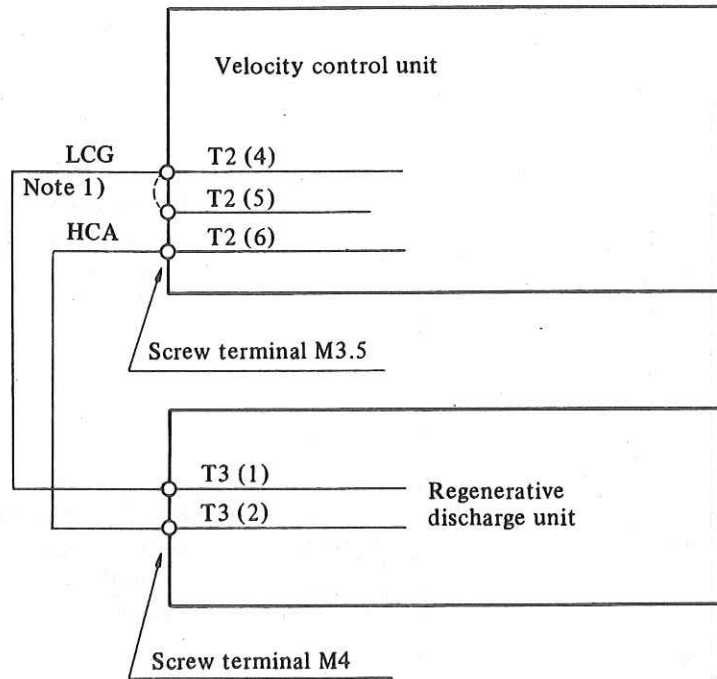 Velocity control unit
LCG
T2 (4)
Note 1)
T2 (5)
HCA
T2 (6)
Screw terminal M3.5
T3 (1)
Regenerative
discharge unit
T3 (2)
Screw terminal M4